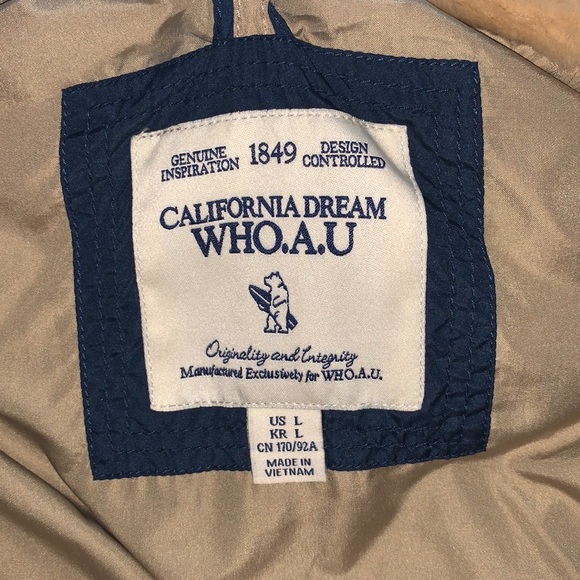 GENUINE INSPIRATION 1849 DESIGN CONTROLLED
CALIFORNIA DREAM
WHO.A.U
Originality and Integrity
Manufactured Exclusively for WHO.A.U.
US L
KR L
CN 170/92A
MADE IN
VIETNAM